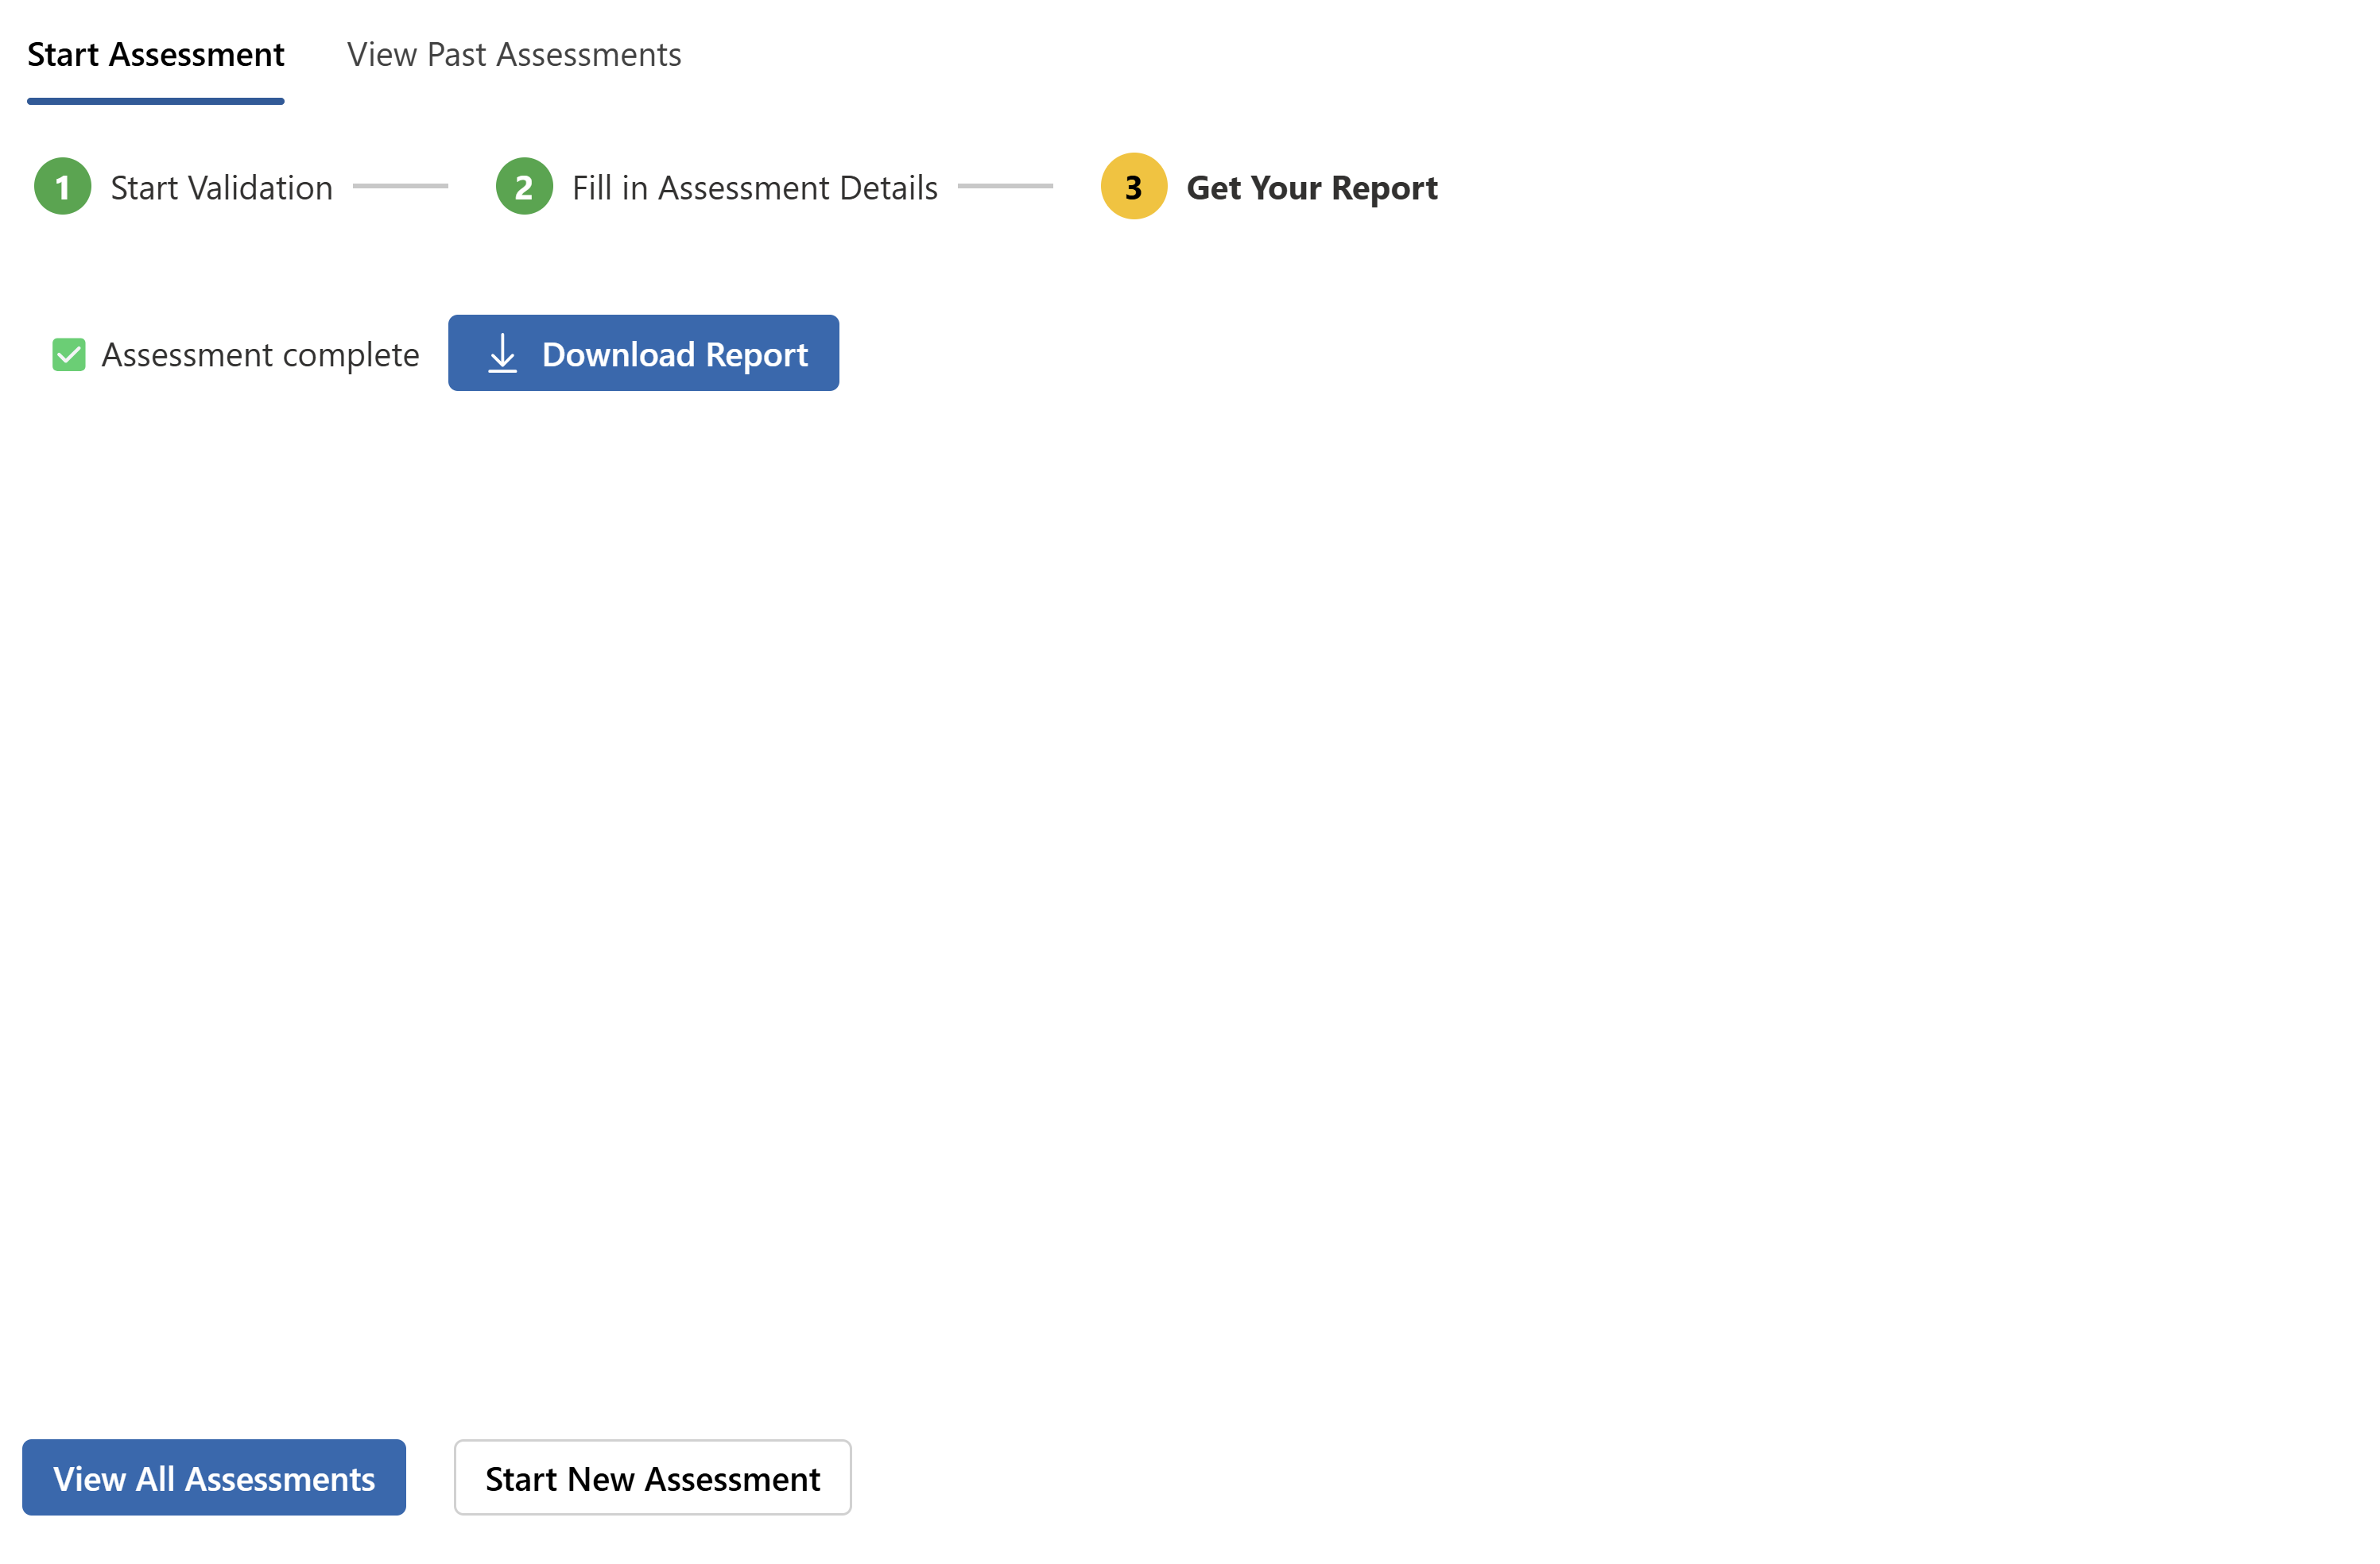 Start Assessment View Past Assessments
1 Start Validation 2 Fill in Assessment Details 3 Get Your Report
Assessment complete Download Report
View All Assessments Start New Assessment